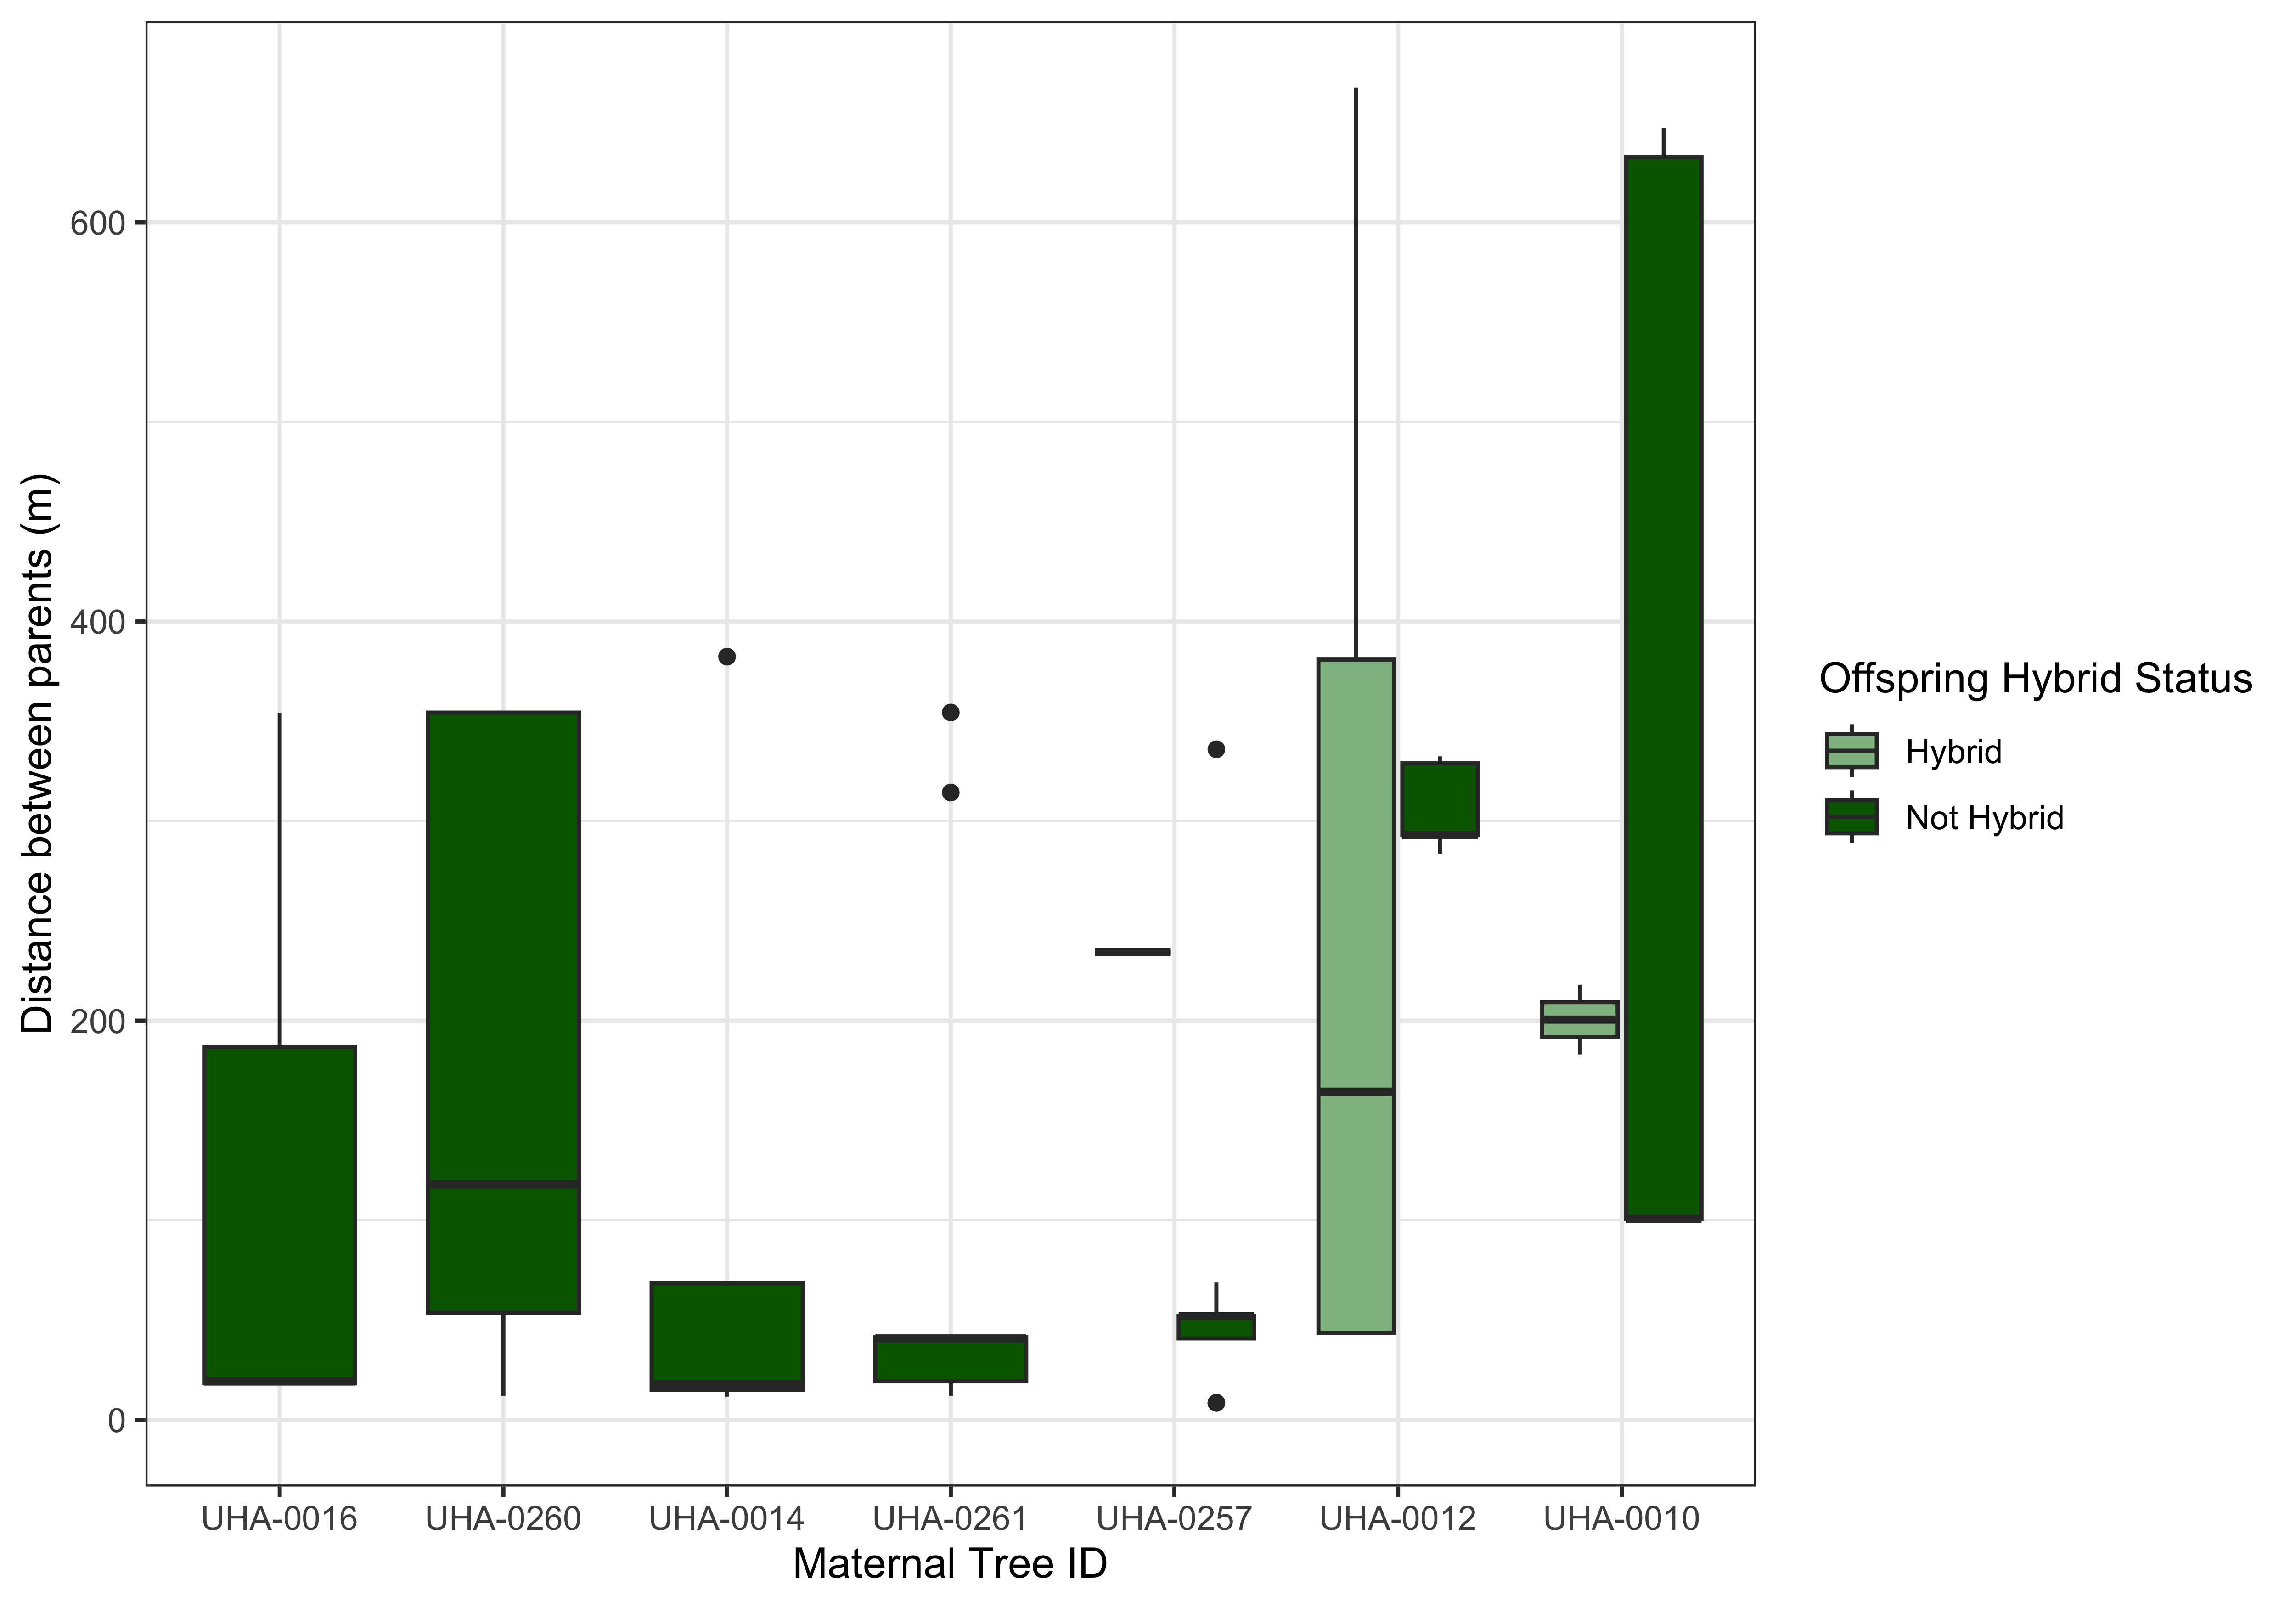 Distance between parents (m)
600
400
200
0
UHA-0016 UHA-0260 UHA-0014 UHA-0261 UHA-0257 UHA-0012 UHA-0010
Maternal Tree ID
Offspring Hybrid Status
Hybrid
Not Hybrid